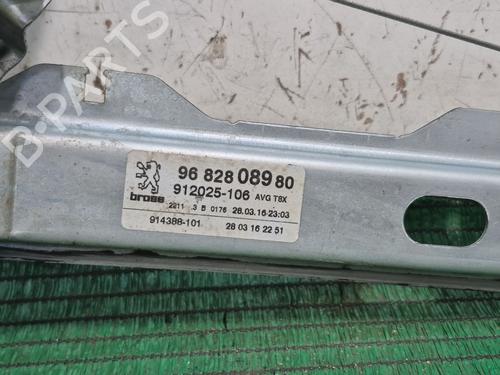 B-PARTS
96 828 089 80
912025-106 AVG T8X
brose
2211 3 B 0176 28.03.16-23:03
914388-101 28 03 16 22 51